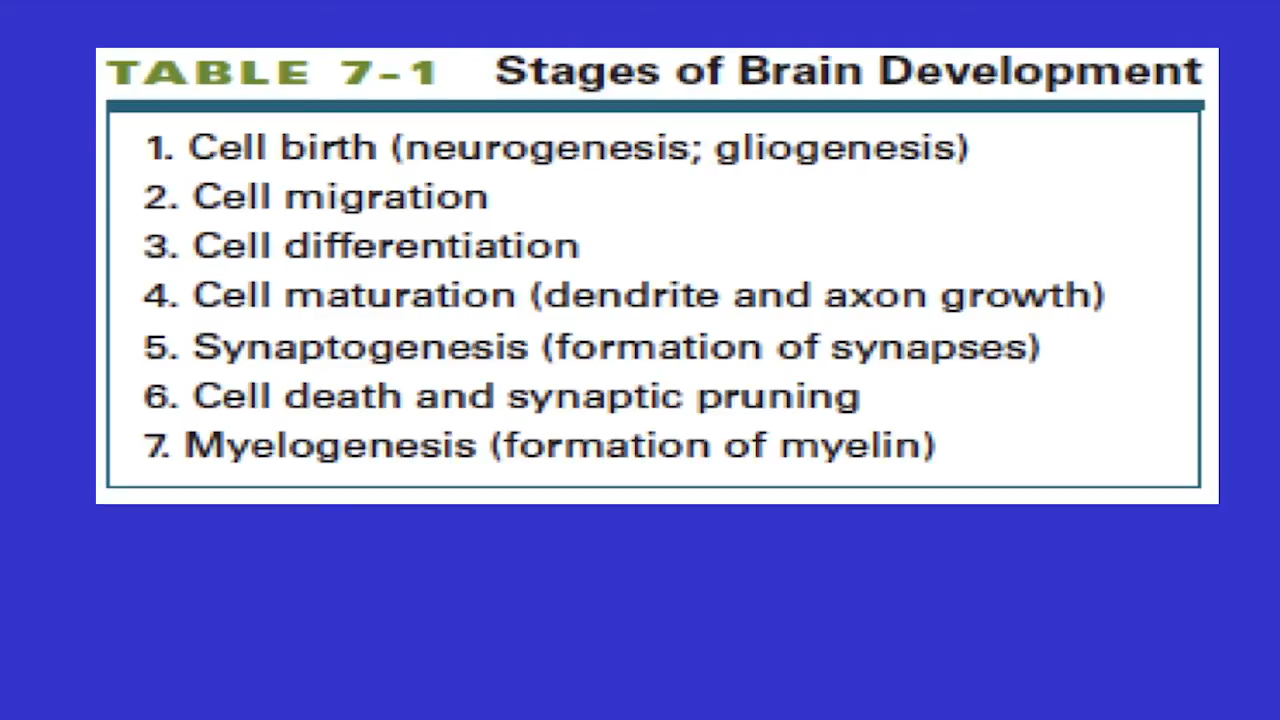 TABLE 7-1 Stages of Brain Development
1. Cell birth (neurogenesis; gliogenesis)
2. Cell migration
3. Cell differentiation
4. Cell maturation (dendrite and axon growth)
5. Synaptogenesis (formation of synapses)
6. Cell death and synaptic pruning
7. Myelogenesis (formation of myelin)